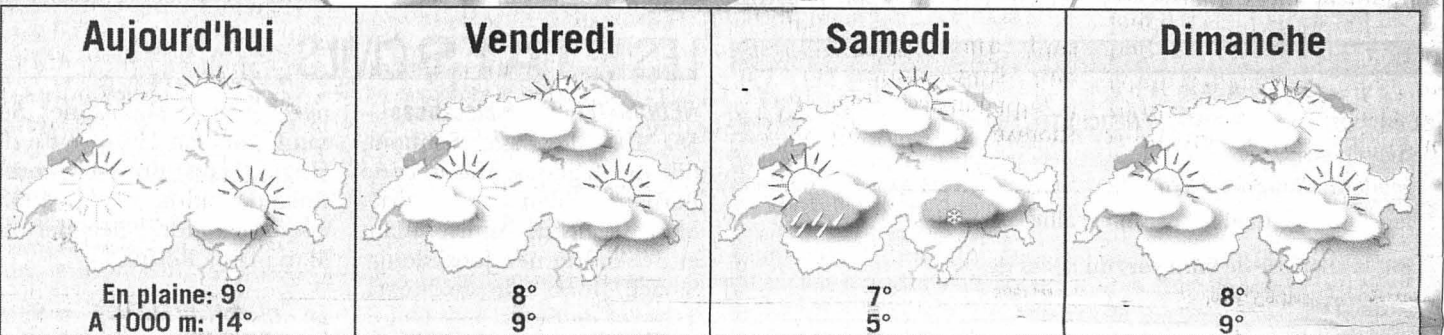 Aujourd'hui
En plaine: 9°
A 1000 m: 14°
Vendredi
8°
9°
Samedi
7°
5°
Dimanche
8°
9°